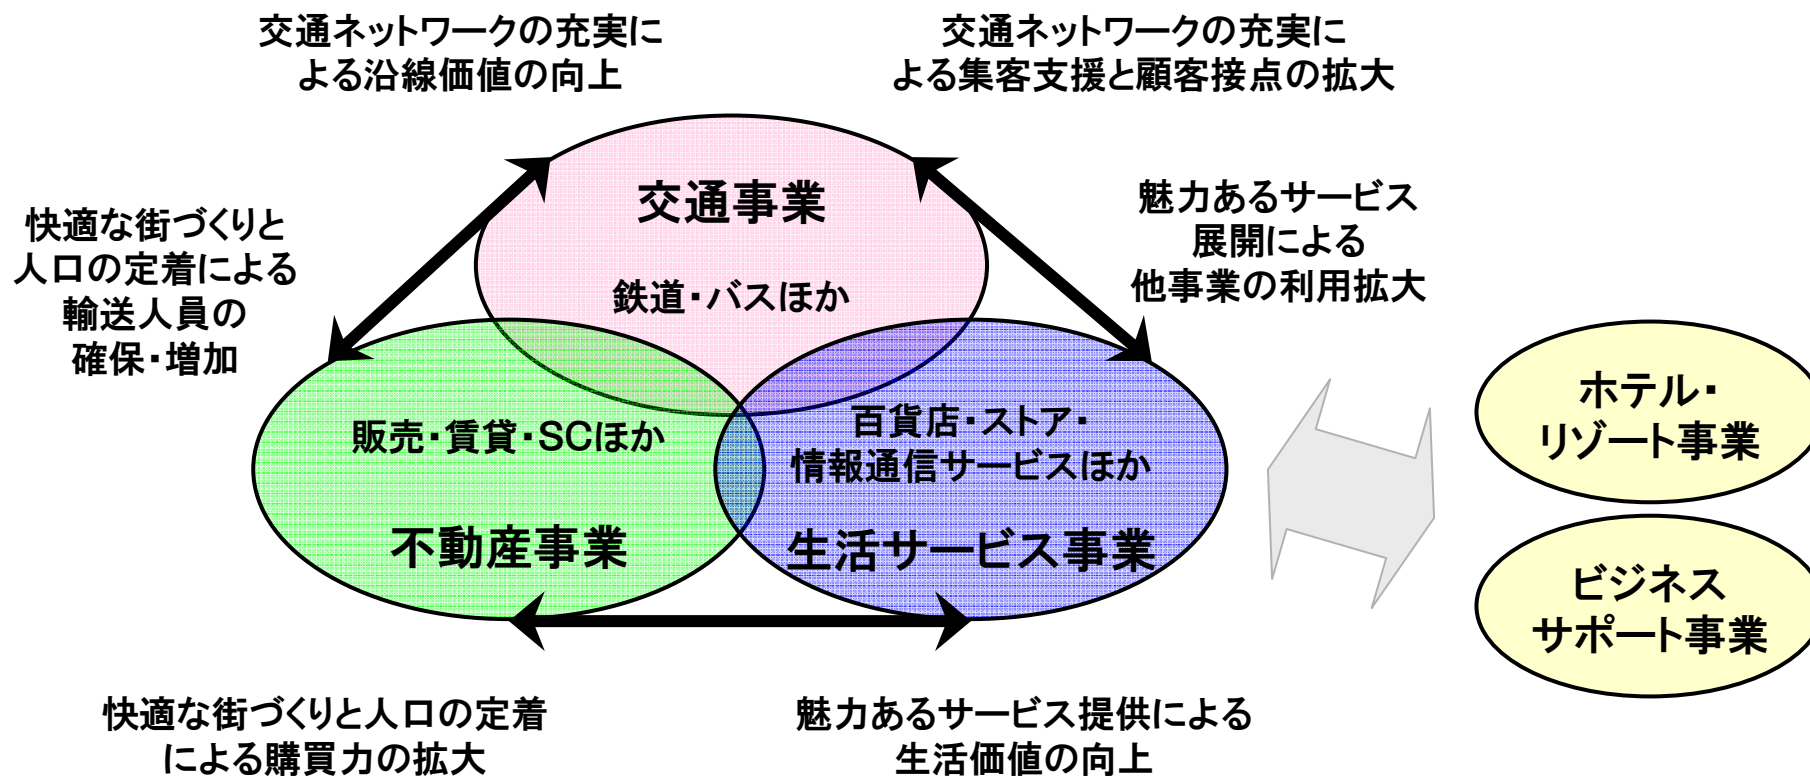 交通ネットワークの充実に
よる沿線価値の向上
交通ネットワークの充実に
よる集客支援と顧客接点の拡大
快適な街づくりと
人口の定着による
輸送人員の
確保・増加
交通事業
鉄道・バスほか
魅力あるサービス
展開による
他事業の利用拡大
販売・賃貸・SCほか
不動産事業
百貨店・ストア・
情報通信サービスほか
生活サービス事業
ホテル・
リゾート事業
ビジネス
サポート事業
快適な街づくりと人口の定着
による購買力の拡大
魅力あるサービス提供による
生活価値の向上